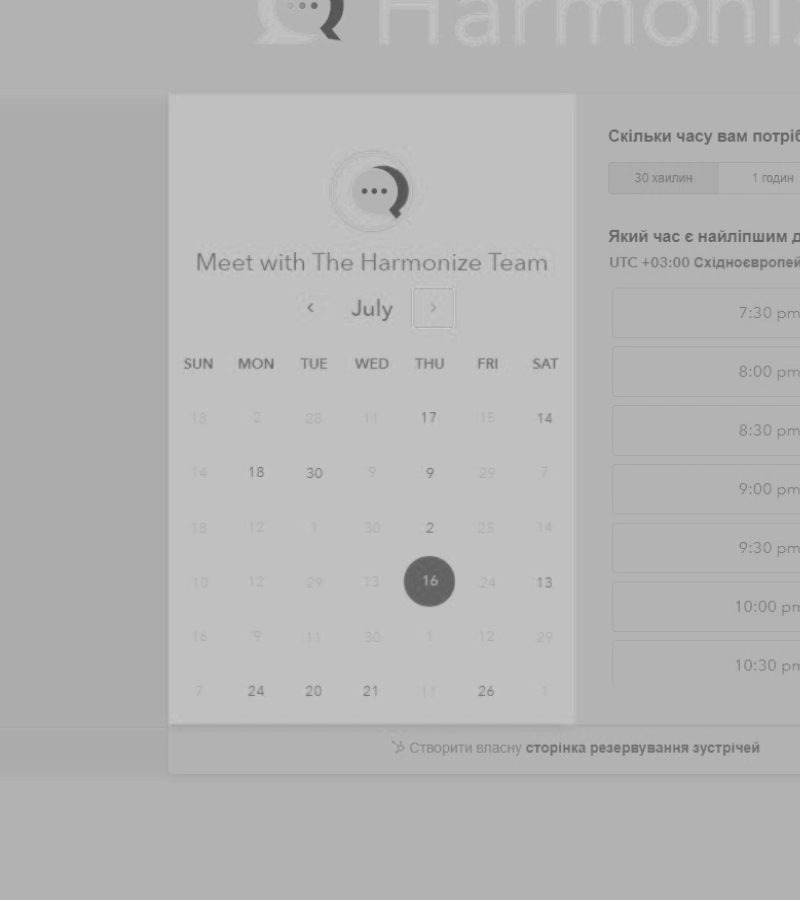 Harmoni
Скільки часу вам
30 хвилин
1 годин
Meet with The Harmonize Team
Який час є найліпшим
UTC +03:00
‹ July ›
7:30 pm
SUN MON TUE WED THU FRI SAT
8:00 pm
18 2 28 11 17 15 14
8:30 pm
14 18 30 9 9 29 7
9:00 pm
18 12 1 30 2 25 14
9:30 pm
10 12 29 13 16 24 13
10:00 pm
16 9 11 30 1 12 29
10:30 pm
7 24 20 21 11 26 1
Створити власну сторінка резервування зустрічей